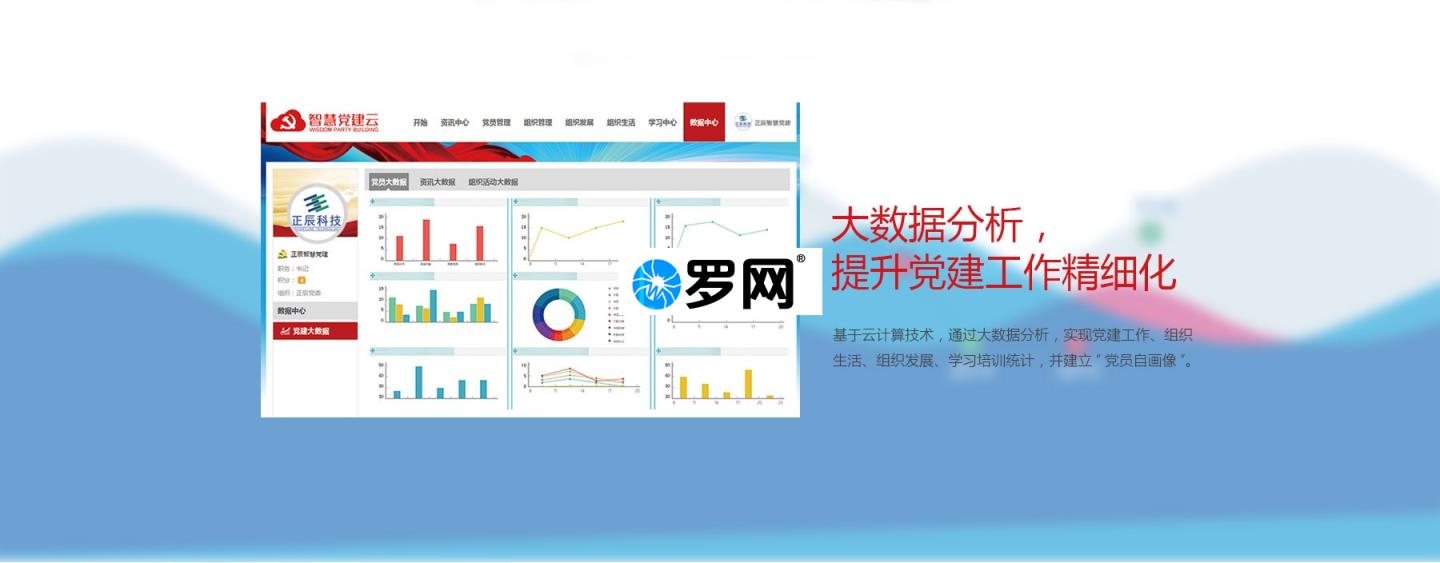 智慧党建云
WISDOM PARTY BUILDING
开始 资讯中心 党员管理 组织管理 组织发展 组织生活 学习中心 数据中心 正辰智慧党建
正辰科技
正辰智慧党建
职务：书记
积分：
组织：正辰党委
数据中心
党建大数据
党员大数据 资讯大数据 组织活动大数据
罗网®
大数据分析，
提升党建工作精细化
基于云计算技术，通过大数据分析，实现党建工作、组织
生活、组织发展、学习培训统计，并建立“党员自画像”。